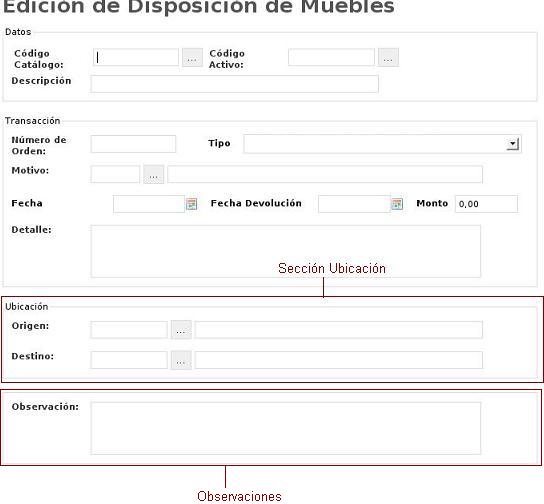 Edición de Disposición de Muebles
Datos
Código Catálogo: ... Código Activo: ...
Descripción
Transacción
Número de Orden: Tipo
Motivo: ...
Fecha Fecha Devolución Monto 0,00
Detalle:
Sección Ubicación
Ubicación
Origen: ...
Destino: ...
Observación:
Observaciones